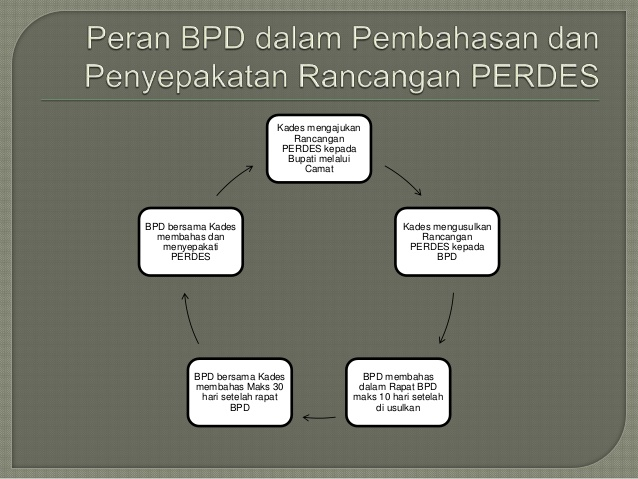 Peran BPD dalam Pembahasan dan
Penyepakatan Rancangan PERDES
Kades mengajukan
Rancangan
PERDES kepada
Bupati melalui
Camat
Kades mengusulkan
Rancangan
PERDES kepada
BPD
BPD membahas
dalam Rapat BPD
maks 10 hari setelah
di usulkan
BPD bersama Kades
membahas Maks 30
hari setelah rapat
BPD
BPD bersama Kades
membahas dan
menyepakati
PERDES